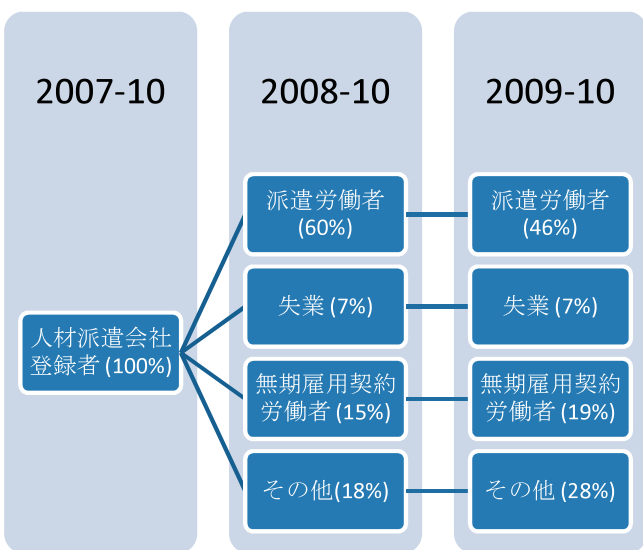 2007-10
人材派遣会社
登録者 (100%)
2008-10
派遣労働者
(60%)
失業 (7%)
無期雇用契約
労働者 (15%)
その他(18%)
2009-10
派遣労働者
(46%)
失業 (7%)
無期雇用契約
労働者 (19%)
その他 (28%)